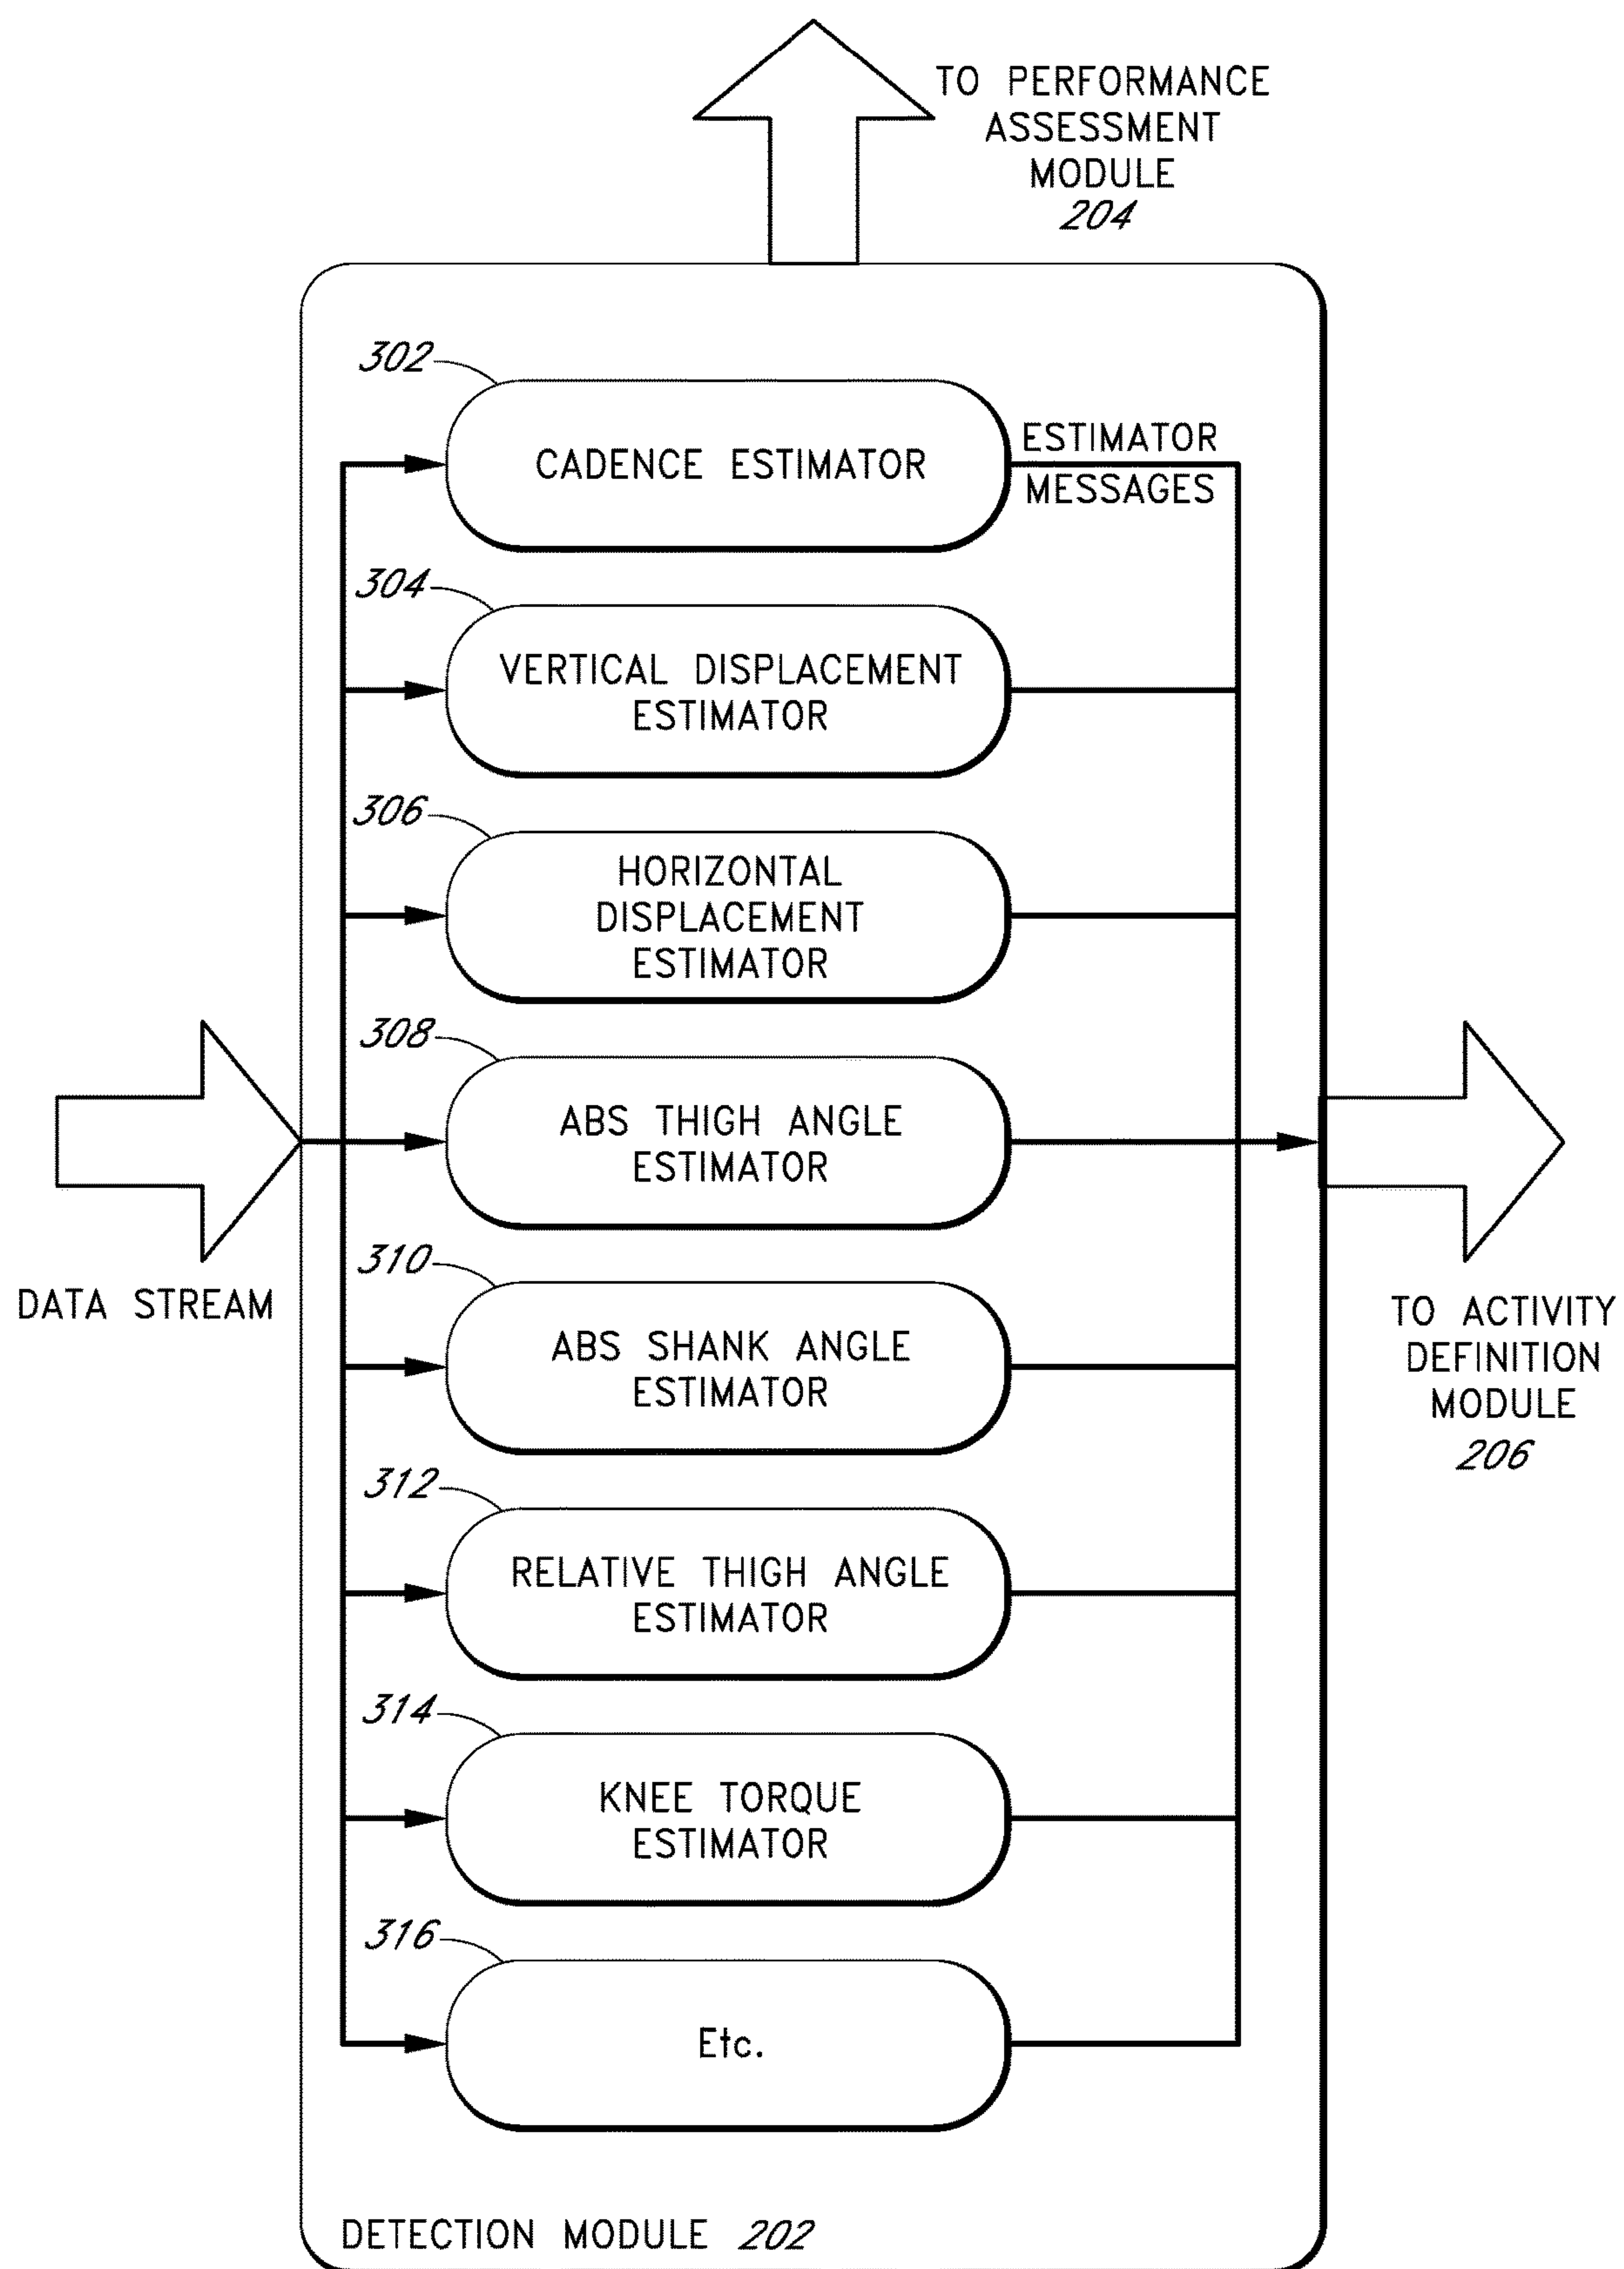 TO PERFORMANCE
ASSESSMENT
MODULE
204
302
CADENCE ESTIMATOR
ESTIMATOR
MESSAGES
304
VERTICAL DISPLACEMENT
ESTIMATOR
306
HORIZONTAL
DISPLACEMENT
ESTIMATOR
308
ABS THIGH ANGLE
ESTIMATOR
DATA STREAM
310
ABS SHANK ANGLE
ESTIMATOR
TO ACTIVITY
DEFINITION
MODULE
206
312
RELATIVE THIGH ANGLE
ESTIMATOR
314
KNEE TORQUE
ESTIMATOR
316
Etc.
DETECTION MODULE 202